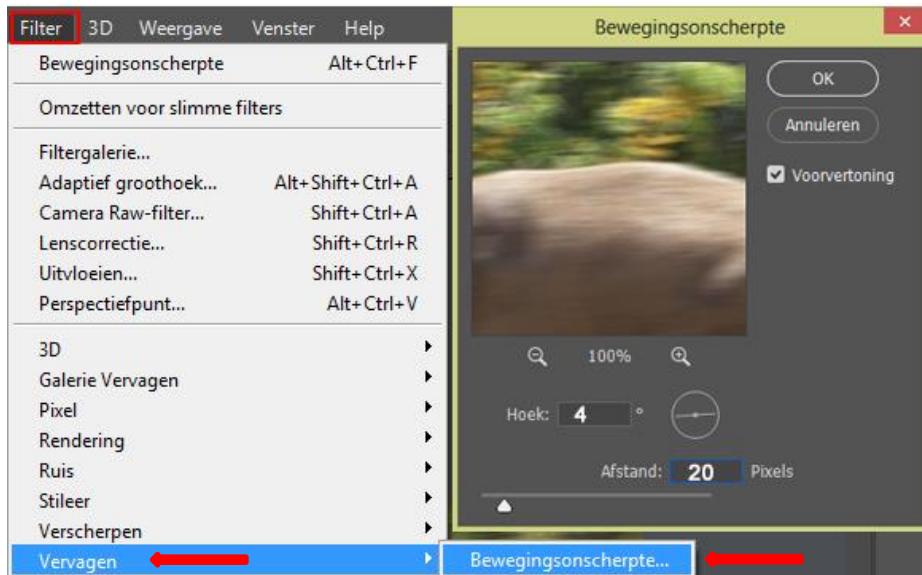 Filter 3D Weergave Venster Help
Bewegingsonscherpte Alt+Ctrl+F
Omzetten voor slimme filters
Filtergalerie...
Adaptief groothoek... Alt+Shift+Ctrl+A
Camera Raw-filter... Shift+Ctrl+A
Lenscorrectie... Shift+Ctrl+R
Uitvloeien... Shift+Ctrl+X
Perspectiefpunt... Alt+Ctrl+V
3D
Galerie Vervagen
Pixel
Rendering
Ruis
Stileer
Verscherpen
Vervagen
Bewegingsonscherpte...
Bewegingsonscherpte
OK
Annuleren
Voorvertoning
100%
Hoek: 4 °
Afstand: 20 Pixels